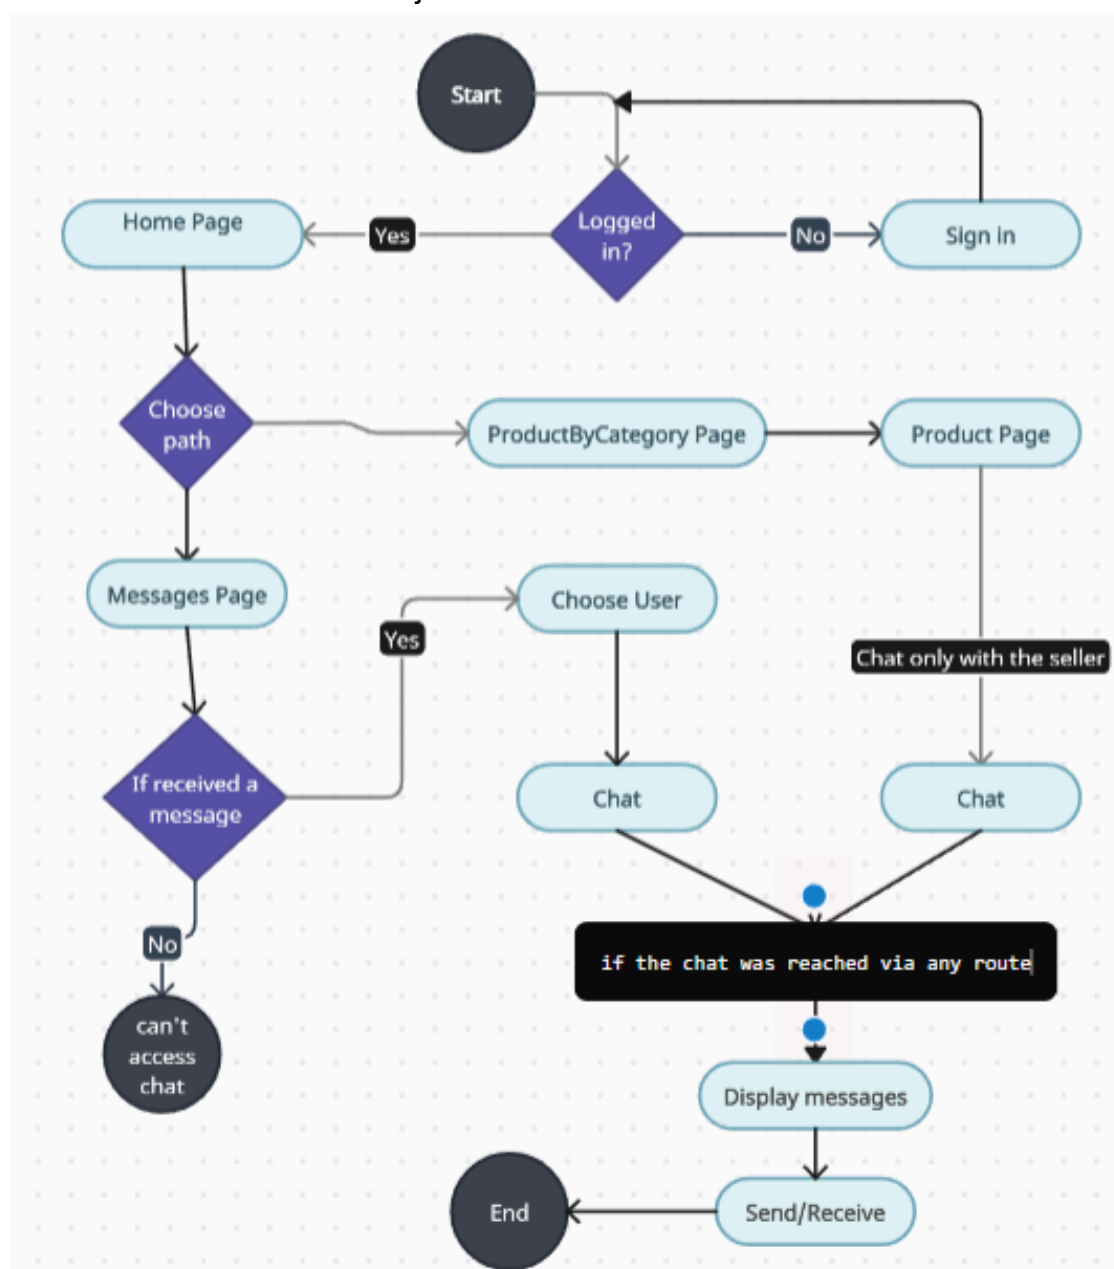 Start
Logged
in?
Home Page
Yes
No
Sign in
Choose
path
ProductByCategory Page
Product Page
Messages Page
Choose User
Yes
Chat only with the seller
If received a
message
Chat
Chat
No
if the chat was reached via any route
can't
access
chat
Display messages
End
Send/Receive